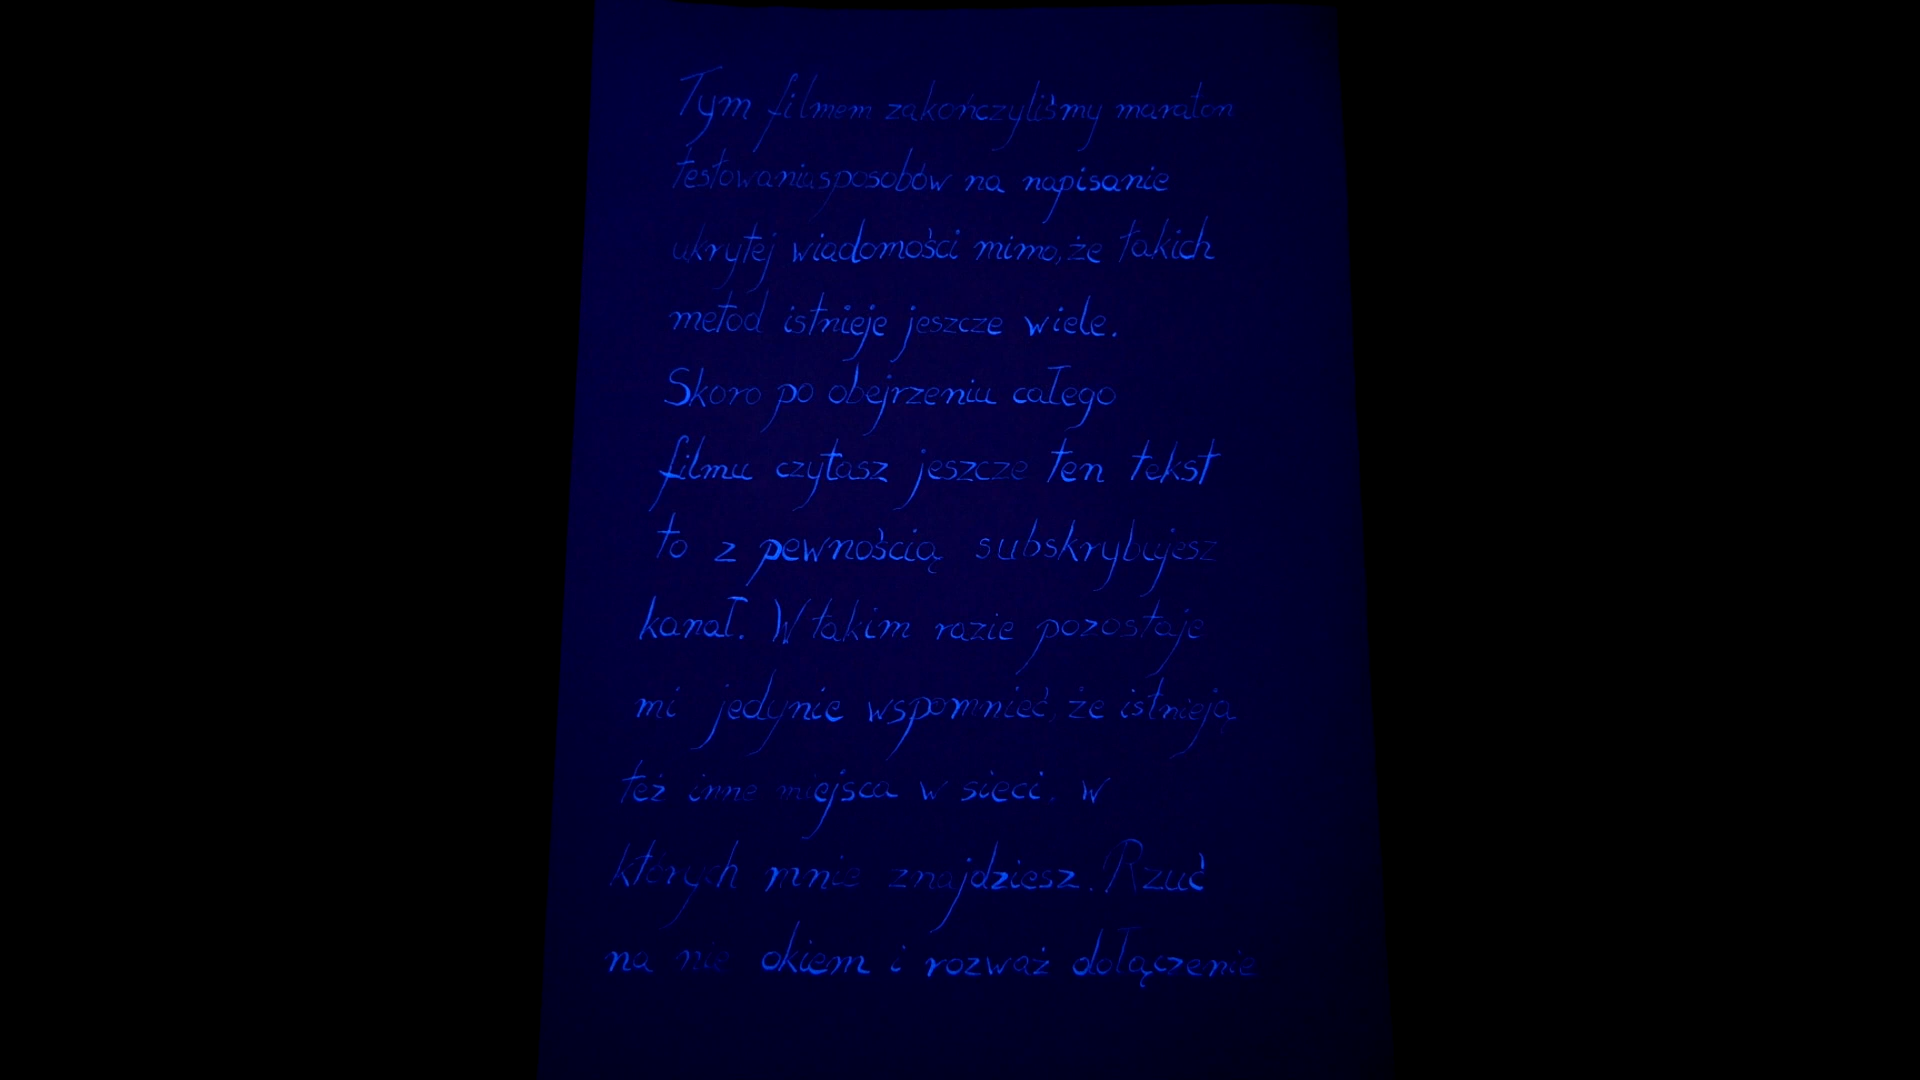 Tym filmem zakończyliśmy maraton
testowania sposobów na napisanie
ukrytej wiadomości mimo, że takich
metod istnieje jeszcze wiele.
Skoro po obejrzeniu całego
filmu czytasz jeszcze ten tekst
to z pewnością subskrybujesz
kanał. W takim razie pozostaje
mi jedynie wspomnieć, że istnieją
też inne miejsca w sieci, w
których mnie znajdziesz. Rzuć
na nie okiem i rozważ dołączenie